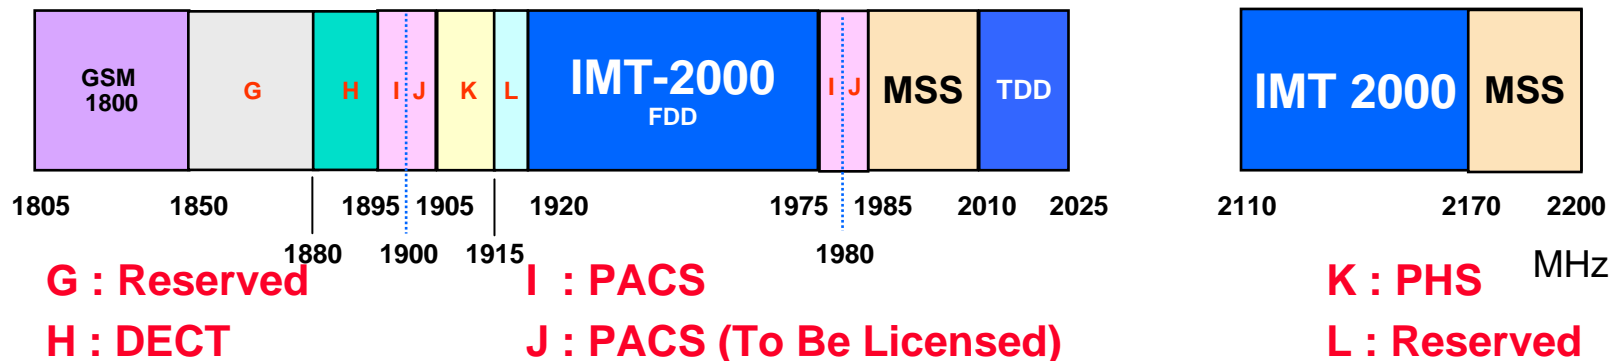 GSM
1800
G
H
I
J
K
L
IMT-2000
FDD
I
J
MSS
TDD
IMT 2000
MSS
1805
1850
1895
1905
1920
1975
1985
2010
2025
2110
2170
2200
1880
1900
1915
1980
MHz
G : Reserved
I : PACS
K : PHS
H : DECT
J : PACS (To Be Licensed)
L : Reserved